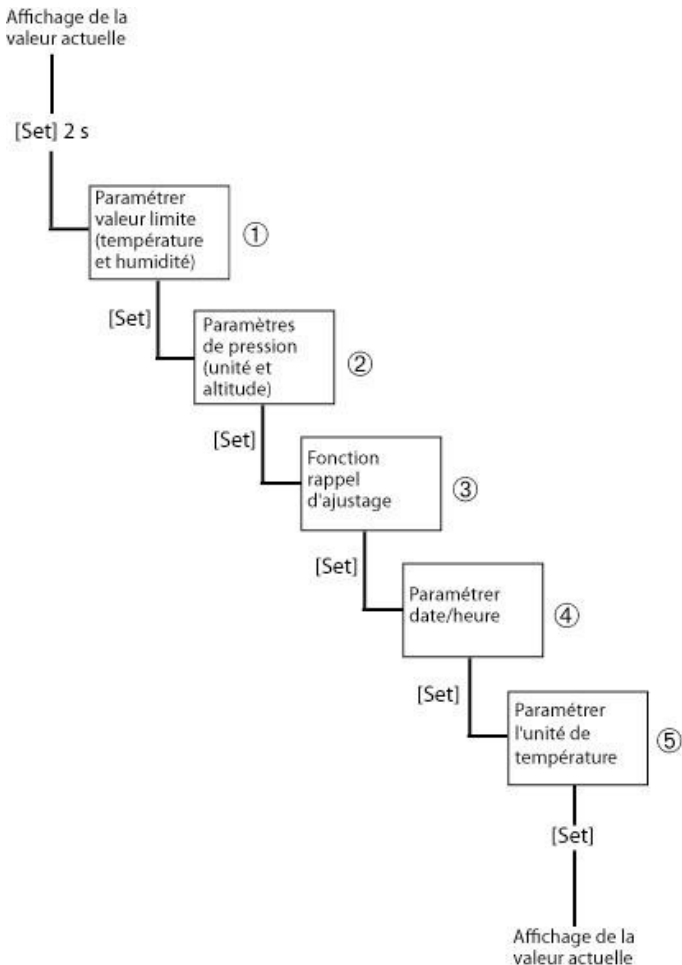 Affichage de la
valeur actuelle
[Set] 2 s
Paramétrer
valeur limite
(température
et humidité)
①
[Set]
Paramètres
de pression
(unité et
altitude)
②
[Set]
Fonction
rappel
d'ajustage
③
[Set]
Paramétrer
date/heure
④
[Set]
Paramétrer
l'unité de
température
⑤
[Set]
Affichage de la
valeur actuelle